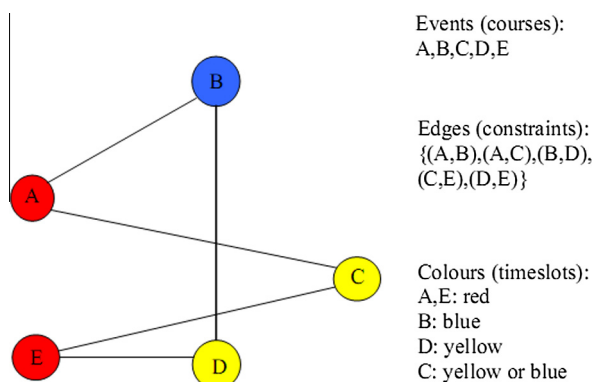 Events (courses):
A,B,C,D,E
B
Edges (constraints):
{(A,B),(A,C),(B,D),
(C,E),(D,E)}
A
C
Colours (timeslots):
A,E: red
B: blue
D: yellow
C: yellow or blue
E
D